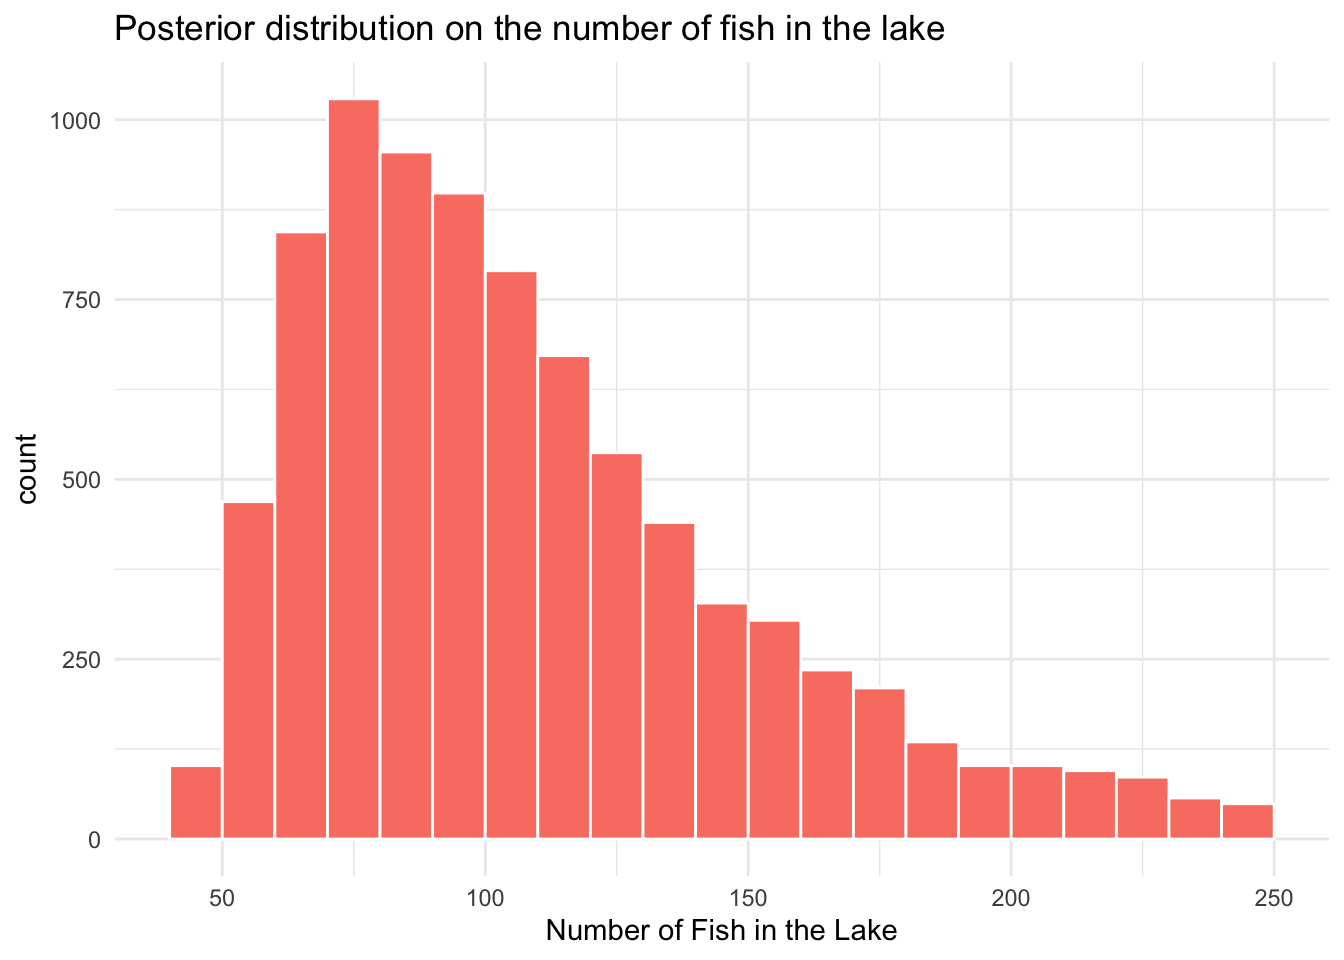 Posterior distribution on the number of fish in the lake
1000
750
500
250
0
count
50 100 150 200 250
Number of Fish in the Lake